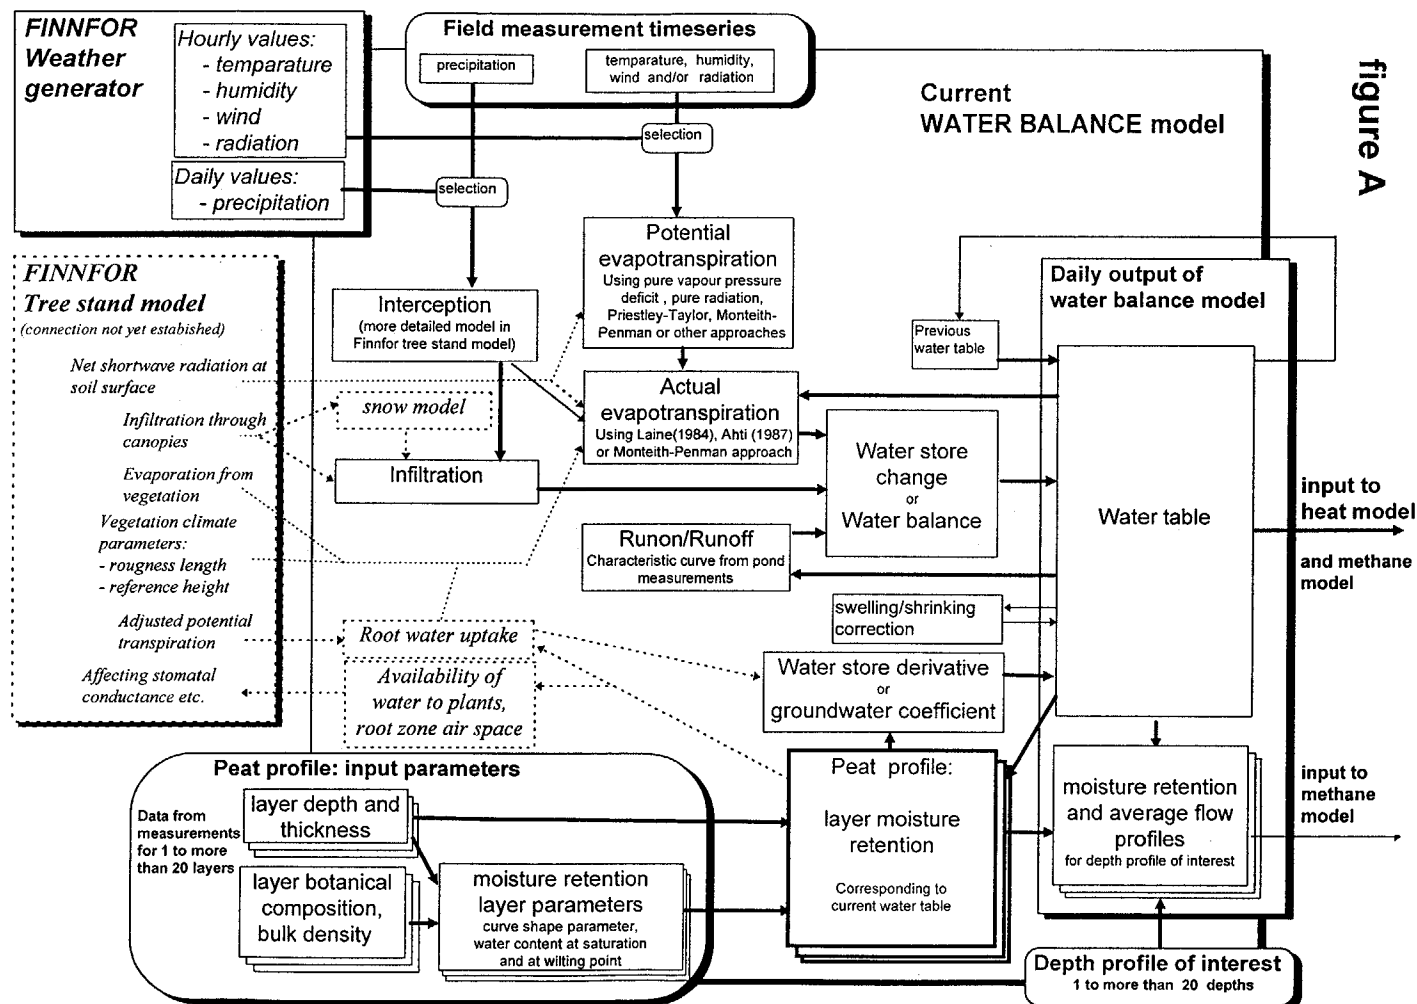 FINNFOR
Weather
generator
Hourly values:
- temparature
- humidity
- wind
- radiation
Daily values:
- precipitation
Field measurement timeseries
precipitation
temparature, humidity,
wind and/or radiation
selection
selection
Current
WATER BALANCE model
figure A
FINNFOR
Tree stand model
(connection not yet estabished)
Net shortwave radiation at
soil surface
Infiltration through
canopies
Evaporation from
vegetation
Vegetation climate
parameters:
- rougness length
- reference height
Adjusted potential
transpiration
Affecting stomatal
conductance etc.
Interception
(more detailed model in
Finnfor tree stand model)
snow model
Infiltration
Potential
evapotranspiration
Using pure vapour pressure
deficit , pure radiation,
Priestley-Taylor, Monteith-
Penman or other approaches
Actual
evapotranspiration
Using Laine(1984), Ahti (1987)
or Monteith-Penman approach
Water store
change
or
Water balance
Runon/Runoff
Characteristic curve from pond
measurements
swelling/shrinking
correction
Root water uptake
Availability of
water to plants,
root zone air space
Water store derivative
or
groundwater coefficient
Previous
water table
Daily output of
water balance model
Water table
input to
heat model
and methane
model
moisture retention
and average flow
profiles
for depth profile of interest
input to
methane
model
Peat profile: input parameters
Data from
measurements
for 1 to more
than 20 layers
layer depth and
thickness
layer botanical
composition,
bulk density
moisture retention
layer parameters
curve shape parameter,
water content at saturation
and at wilting point
Peat profile:
layer moisture
retention
Corresponding to
current water table
Depth profile of interest
1 to more than 20 depths